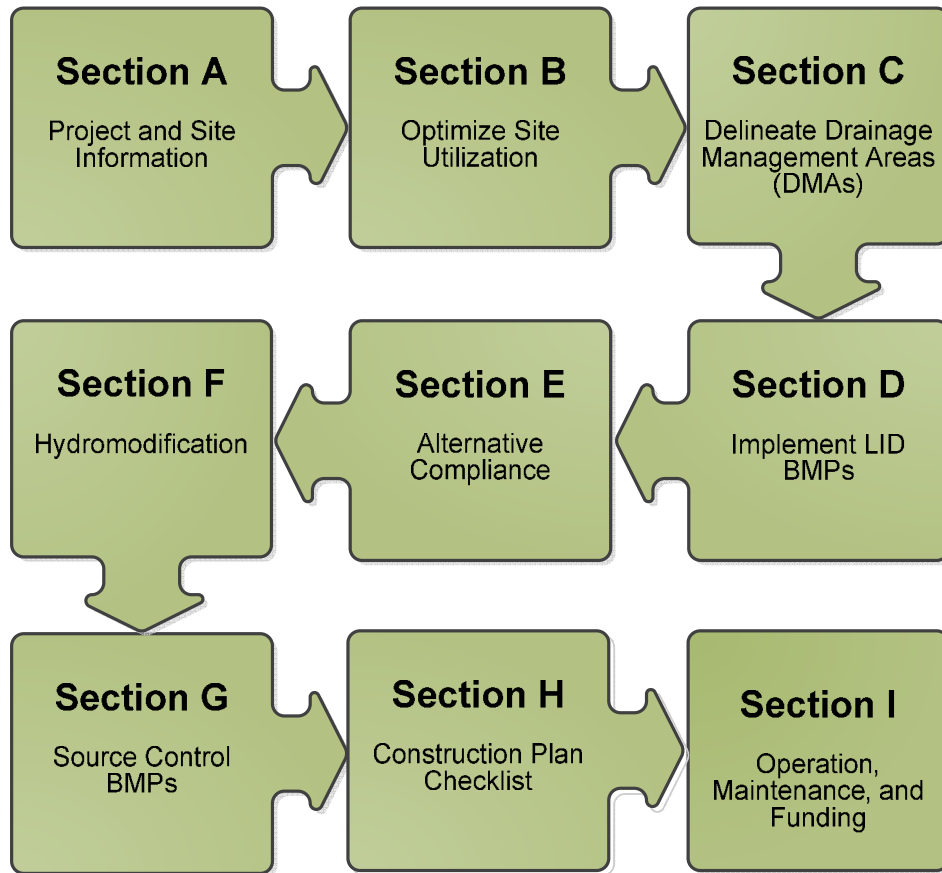 Section A
Project and Site
Information
Section B
Optimize Site
Utilization
Section C
Delineate Drainage
Management Areas
(DMAs)
Section F
Hydromodification
Section E
Alternative
Compliance
Section D
Implement LID
BMPs
Section G
Source Control
BMPs
Section H
Construction Plan
Checklist
Section I
Operation,
Maintenance, and
Funding